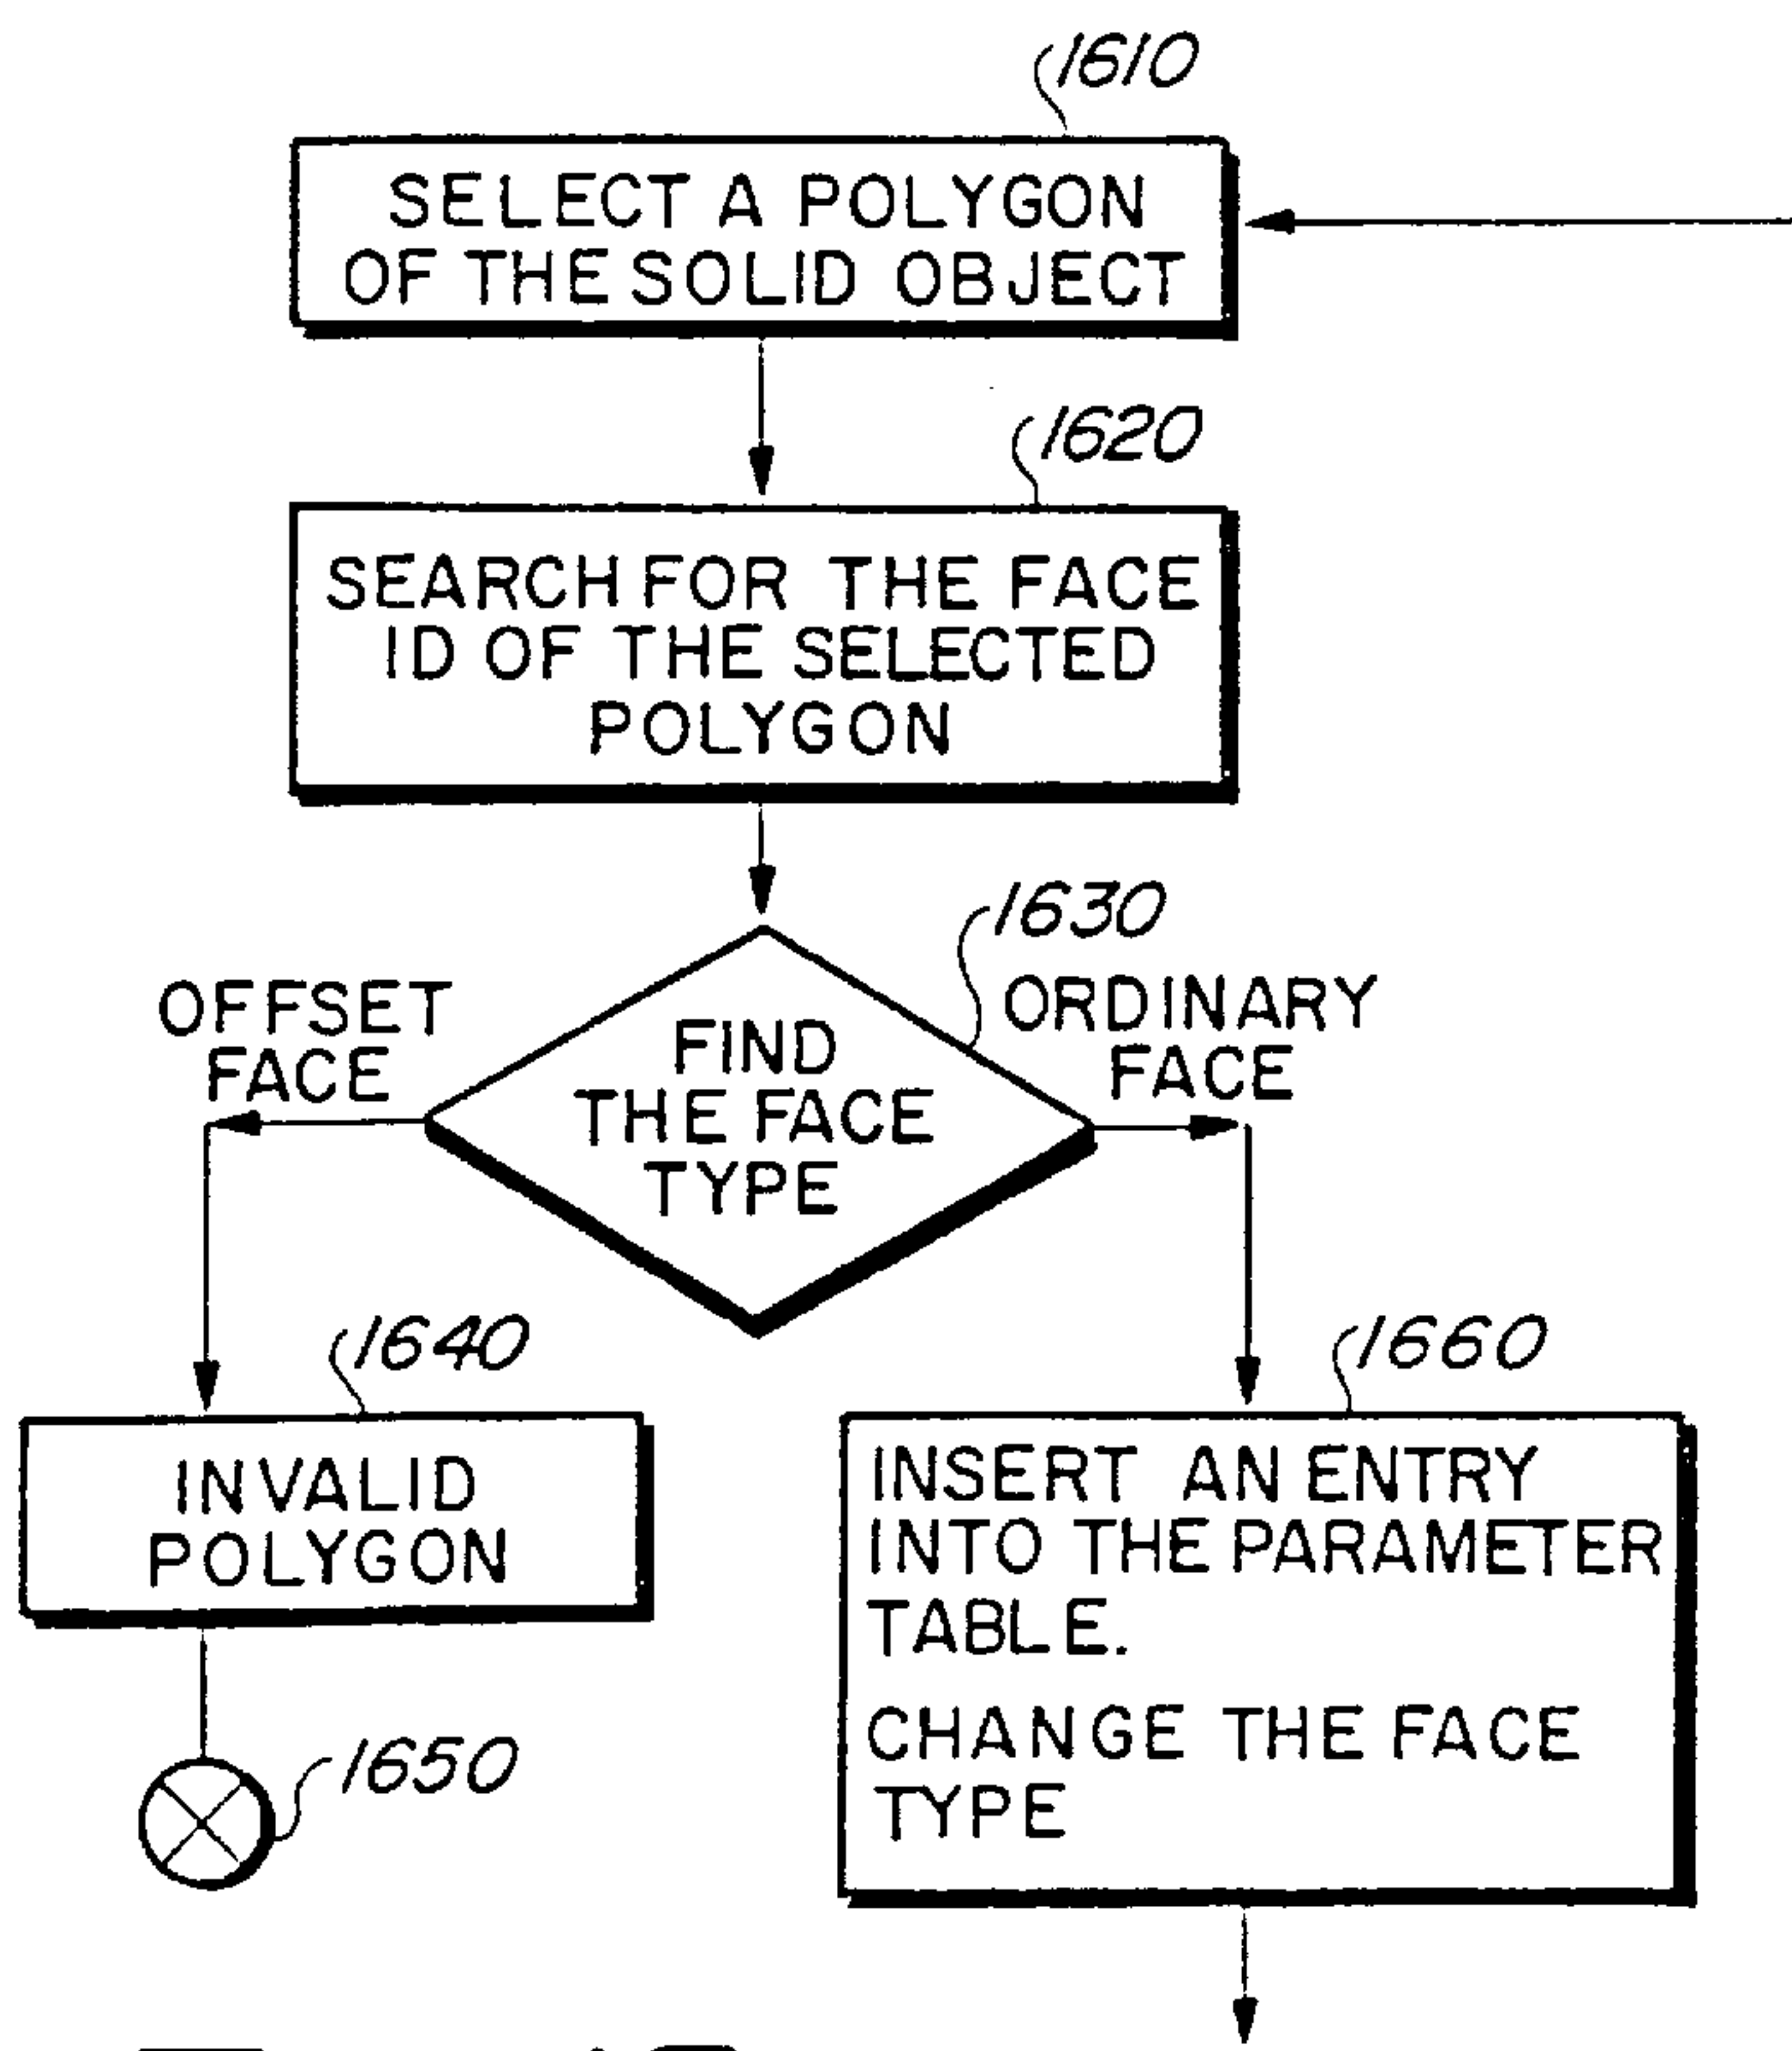 1610
SELECT A POLYGON
OF THE SOLID OBJECT
1620
SEARCH FOR THE FACE
ID OF THE SELECTED
POLYGON
1630
OFFSET
FACE
FIND
THE FACE
TYPE
ORDINARY
FACE
1640
INVALID
POLYGON
1650
1660
INSERT AN ENTRY
INTO THE PARAMETER
TABLE.
CHANGE THE FACE
TYPE